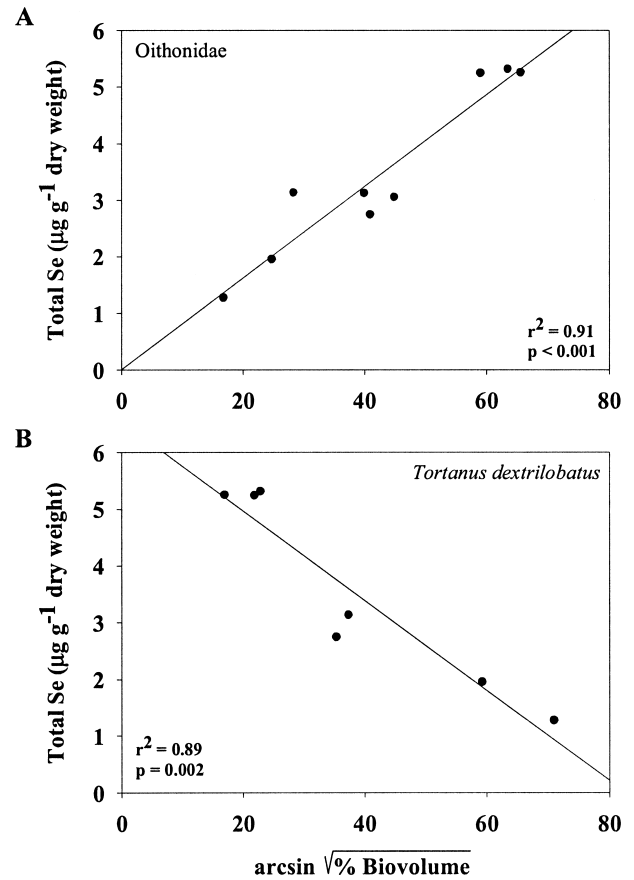 A
Oithonidae
Total Se (μg g⁻¹ dry weight)
6
5
4
3
2
1
0
r² = 0.91
p < 0.001
0 20 40 60 80
B
Tortanus dextrilobatus
Total Se (μg g⁻¹ dry weight)
6
5
4
3
2
1
0
r² = 0.89
p = 0.002
0 20 40 60 80
arcsin √% Biovolume